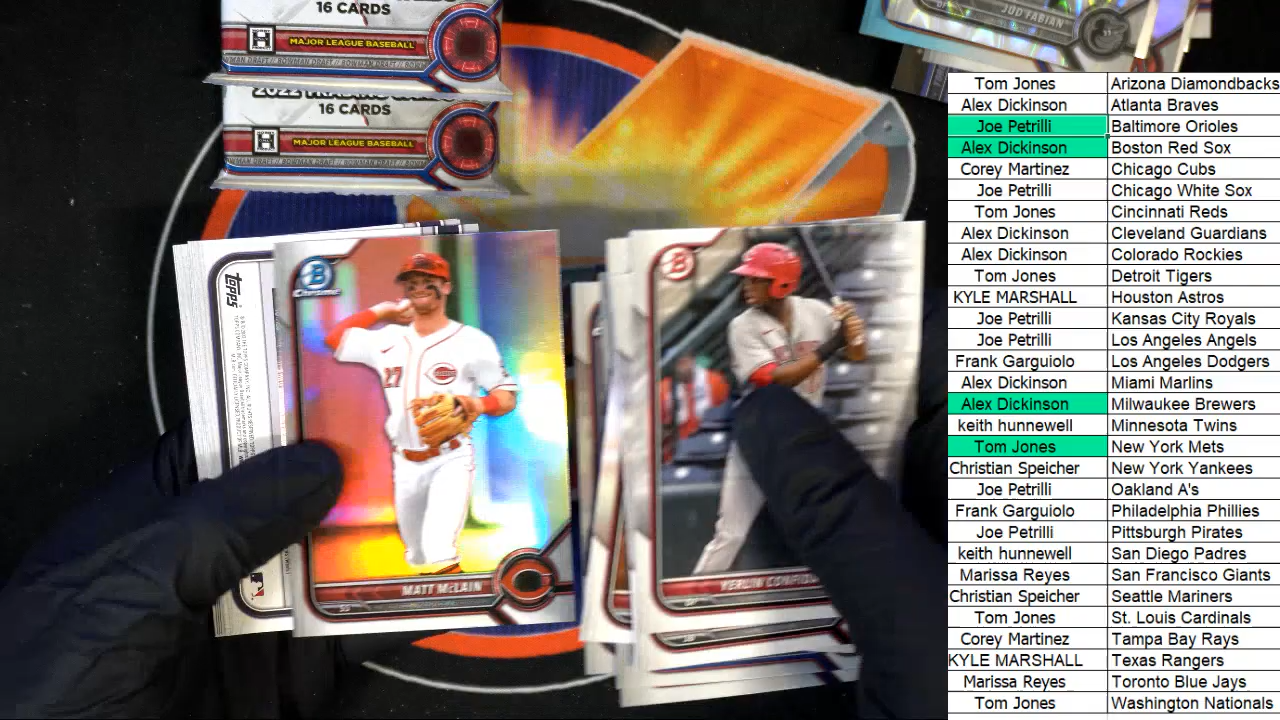 16 CARDS
MAJOR LEAGUE BASEBALL
16 CARDS
MAJOR LEAGUE BASEBALL
JUD FABIAN
topps
B
Chrome
27
MATT McLAIN
B
YERLIN CONFID
Tom Jones Arizona Diamondbacks
Alex Dickinson Atlanta Braves
Joe Petrilli Baltimore Orioles
Alex Dickinson Boston Red Sox
Corey Martinez Chicago Cubs
Joe Petrilli Chicago White Sox
Tom Jones Cincinnati Reds
Alex Dickinson Cleveland Guardians
Alex Dickinson Colorado Rockies
Tom Jones Detroit Tigers
KYLE MARSHALL Houston Astros
Joe Petrilli Kansas City Royals
Joe Petrilli Los Angeles Angels
Frank Garguiolo Los Angeles Dodgers
Alex Dickinson Miami Marlins
Alex Dickinson Milwaukee Brewers
keith hunnewell Minnesota Twins
Tom Jones New York Mets
Christian Speicher New York Yankees
Joe Petrilli Oakland A's
Frank Garguiolo Philadelphia Phillies
Joe Petrilli Pittsburgh Pirates
keith hunnewell San Diego Padres
Marissa Reyes San Francisco Giants
Christian Speicher Seattle Mariners
Tom Jones St. Louis Cardinals
Corey Martinez Tampa Bay Rays
KYLE MARSHALL Texas Rangers
Marissa Reyes Toronto Blue Jays
Tom Jones Washington Nationals